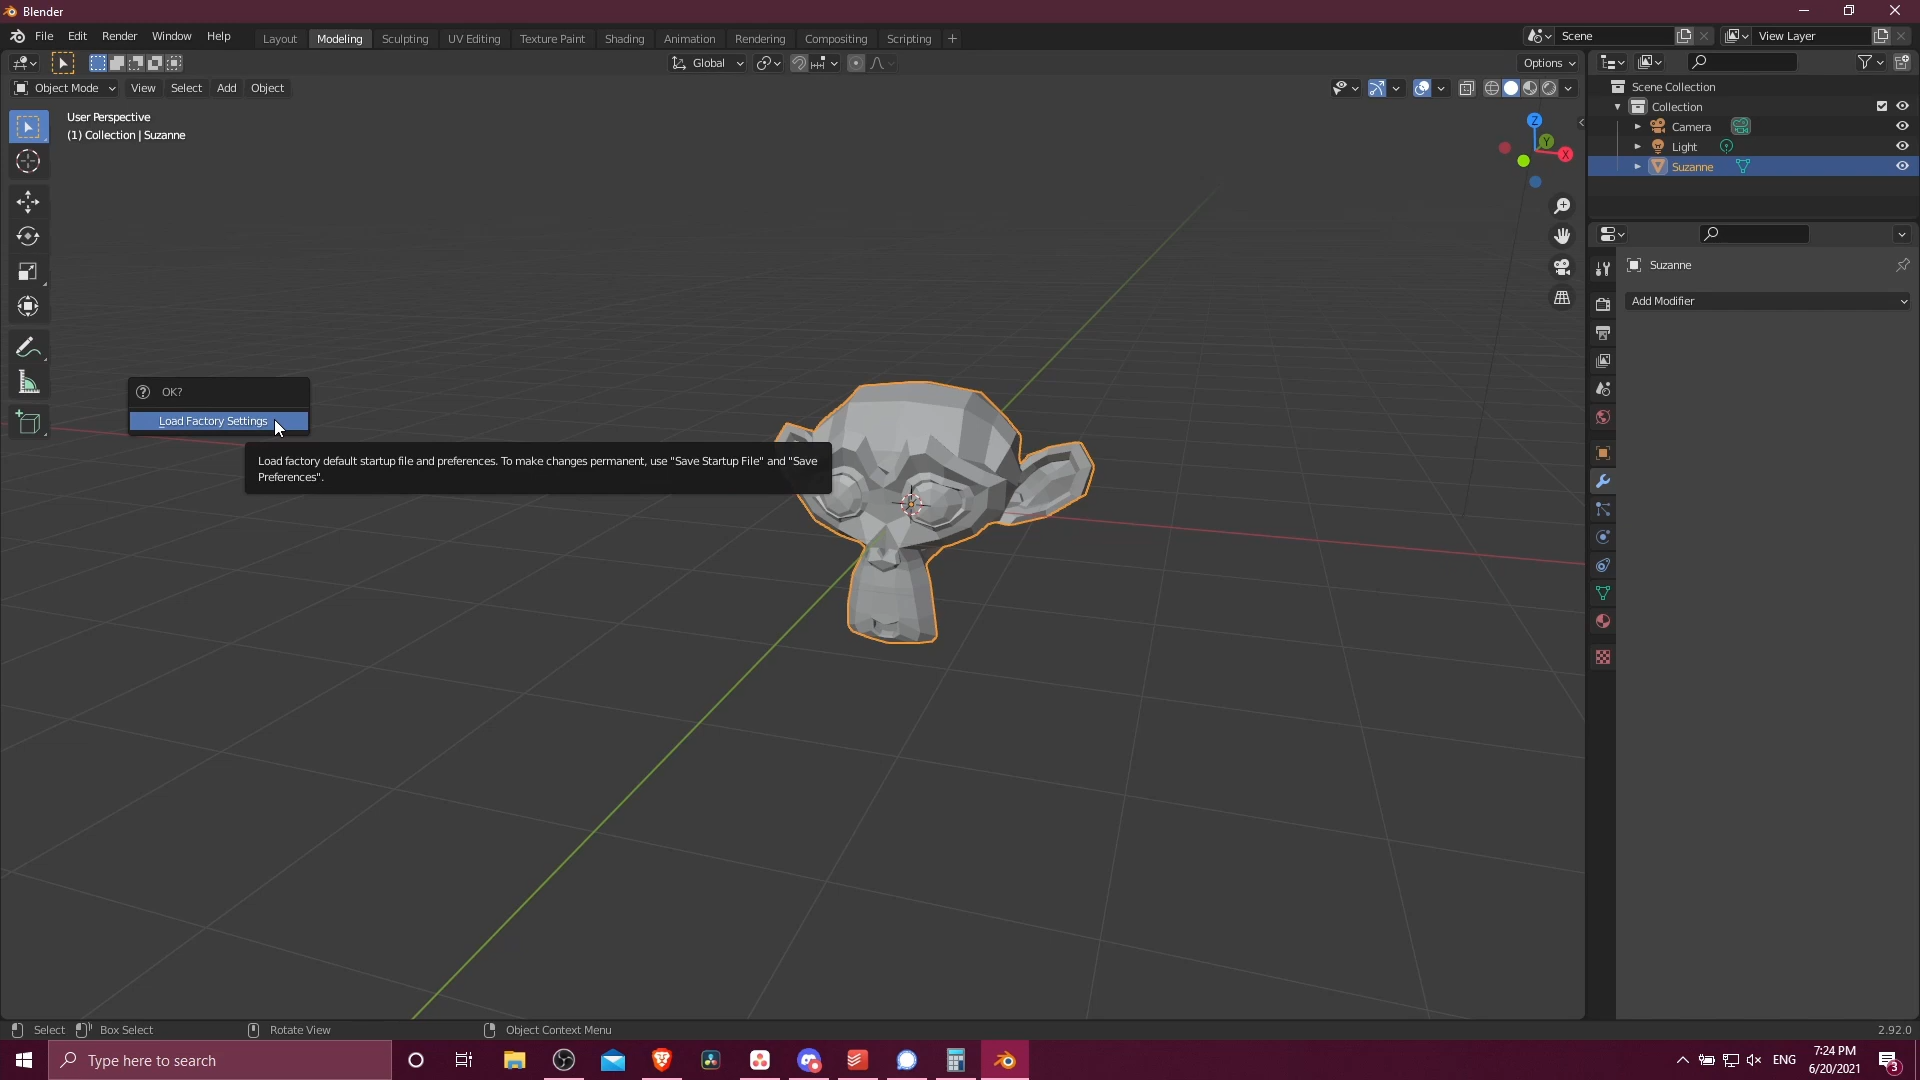 Blender
File Edit Render Window Help Layout Modeling Sculpting UV Editing Texture Paint Shading Animation Rendering Compositing Scripting + Scene View Layer
Global Options
Object Mode View Select Add Object
User Perspective
(1) Collection | Suzanne
Z
Y
X
Scene Collection
Collection
Camera
Light
Suzanne
Suzanne
Add Modifier
OK?
Load Factory Settings
Load factory default startup file and preferences. To make changes permanent, use "Save Startup File" and "Save
Preferences".
Select Box Select Rotate View Object Context Menu 2.92.0
Type here to search ENG
7:24 PM
6/20/2021
3